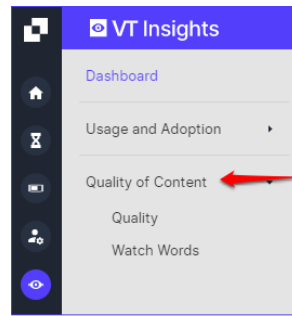 VT Insights
Dashboard
Usage and Adoption
Quality of Content
Quality
Watch Words